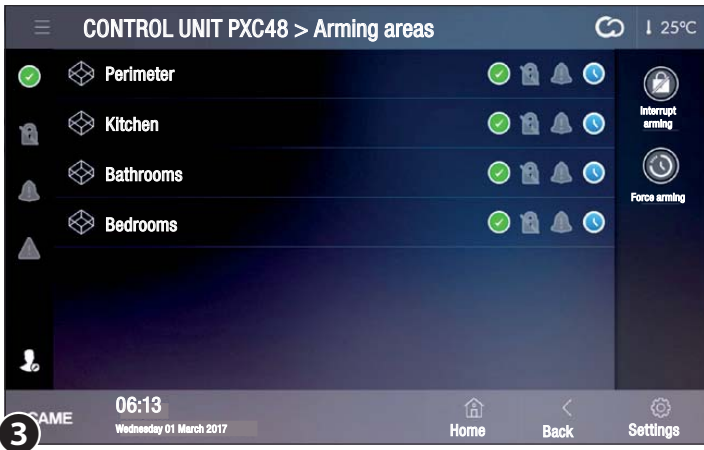 CONTROL UNIT PXC48 > Arming areas
25°C
Perimeter
Kitchen
Bathrooms
Bedrooms
Interrupt
arming
Force arming
CAME
06:13
Wednesday 01 March 2017
Home
Back
Settings
3